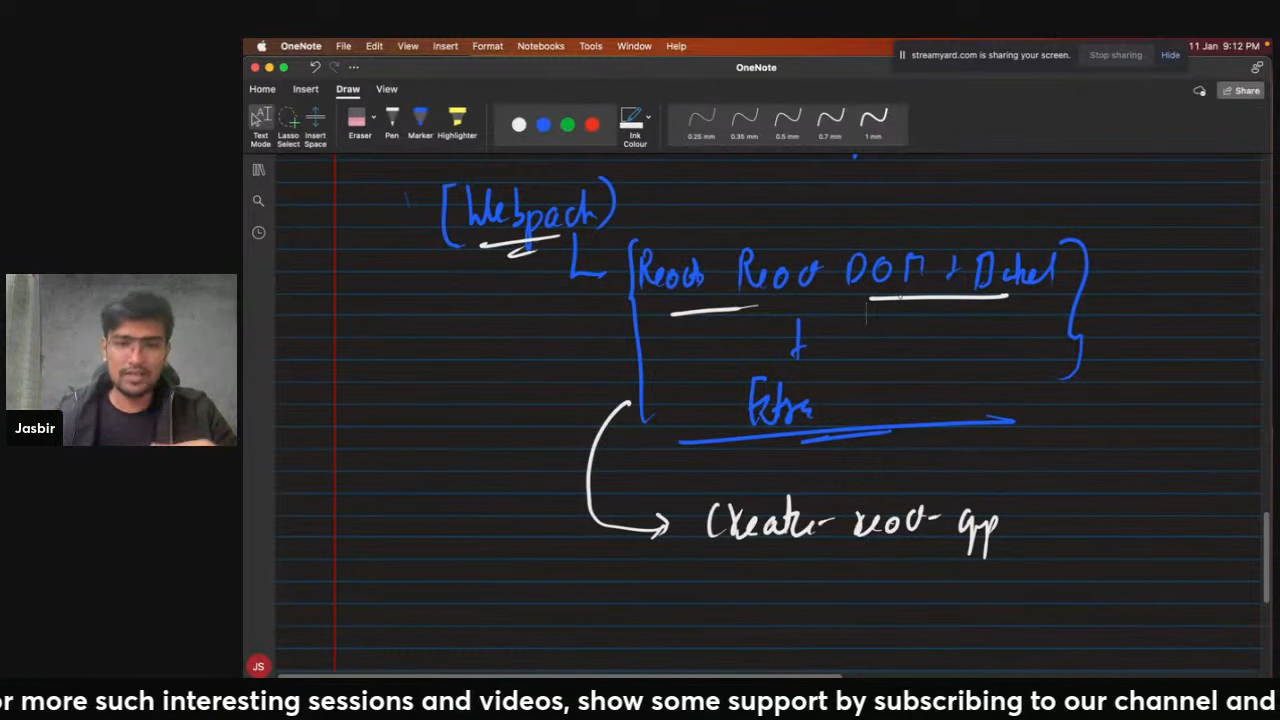 OneNote File Edit View Insert Format Notebooks Tools Window Help
11 Jan 9:12 PM
streamyard.com is sharing your screen. Stop sharing Hide
OneNote
Home Insert Draw View
Share
Text Mode
Lasso Select
Insert Space
Eraser Pen Marker Highlighter
Ink Colour
0.25 mm 0.35 mm 0.5 mm 0.7 mm 1 mm
[Webpack)
React React DOM + Babel
+
Extra
Create-react-app
Jasbir
JS
or more such interesting sessions and videos, show some support by subscribing to our channel and